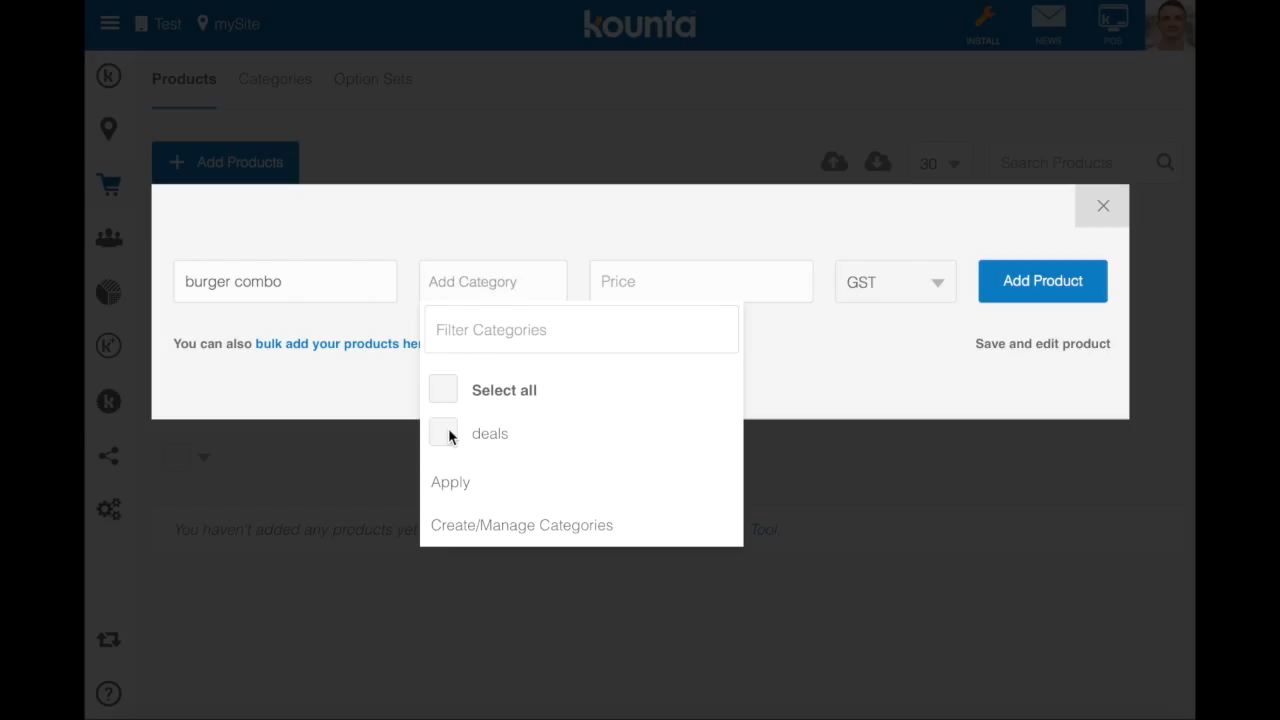 Test mySite kounta INSTALL NEWS POS
Products Categories Option Sets
+ Add Products 30 Search Products
burger combo Add Category Price GST Add Product
Filter Categories
You can also bulk add your products her Save and edit product
Select all
deals
Apply
Create/Manage Categories
You haven't added any products yet Tool.